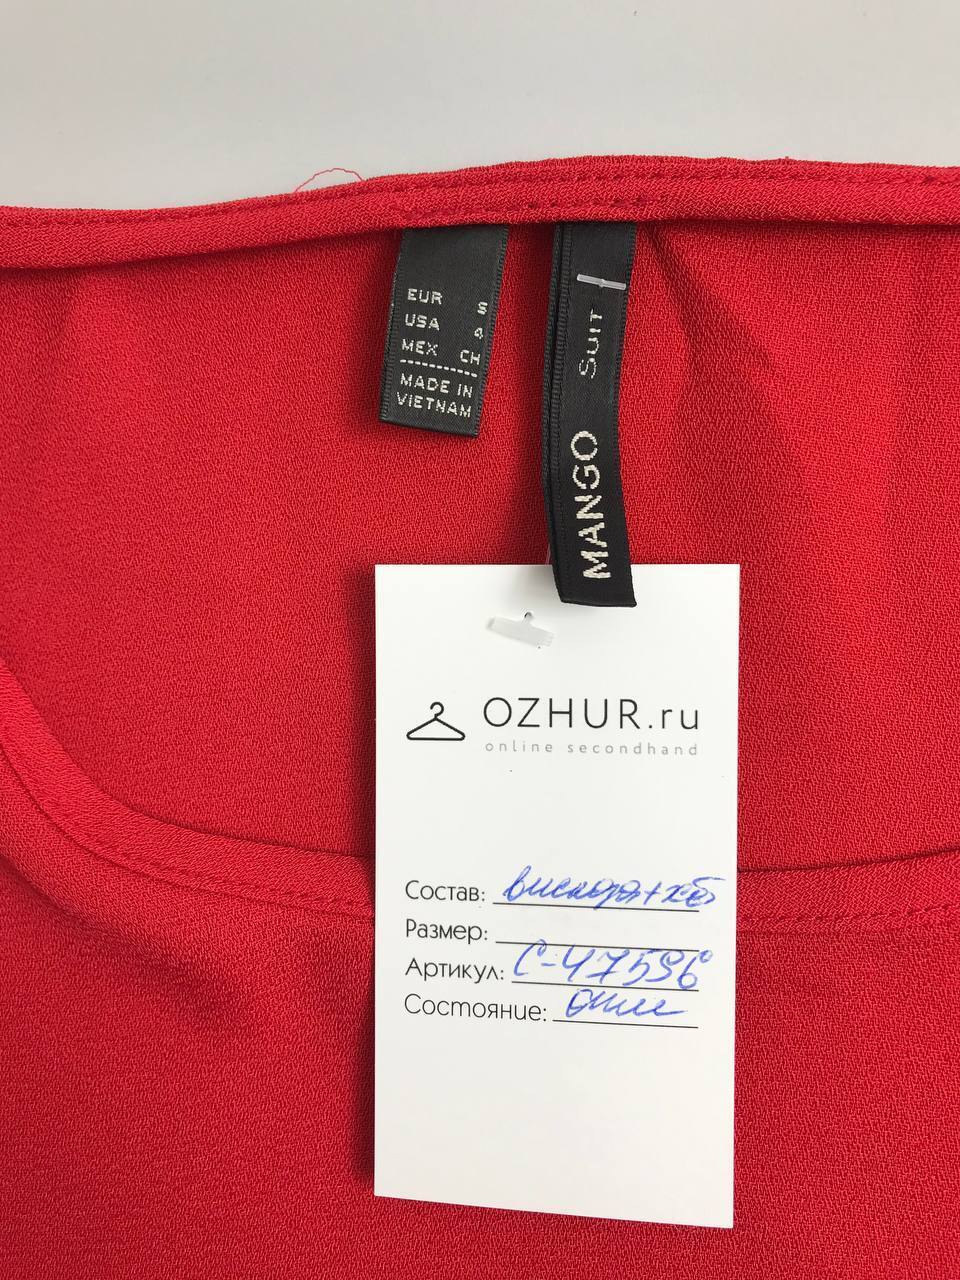 EUR S
USA 4
MEX CH
MADE IN
VIETNAM
MANGO SUIT
OZHUR.ru
online secondhand
Состав: вискоза+хб
Размер:
Артикул: С-47596
Состояние: